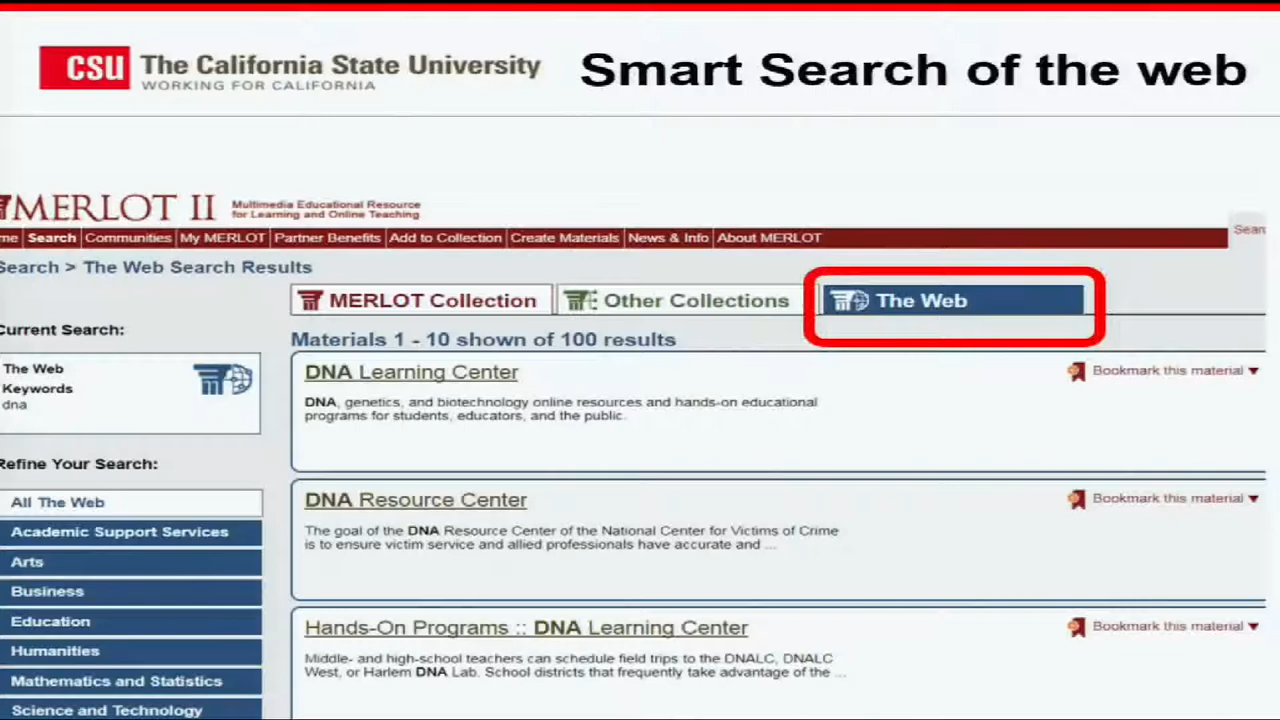 CSU The California State University
WORKING FOR CALIFORNIA
Smart Search of the web
MERLOT II
Multimedia Educational Resource
for Learning and Online Teaching
me Search Communities My MERLOT Partner Benefits Add to Collection Create Materials News & Info About MERLOT
Sear
Search > The Web Search Results
MERLOT Collection
Other Collections
The Web
Current Search:
The Web
Keywords
dna
Refine Your Search:
All The Web
Academic Support Services
Arts
Business
Education
Humanities
Mathematics and Statistics
Science and Technology
Materials 1 - 10 shown of 100 results
DNA Learning Center
Bookmark this material
DNA, genetics, and biotechnology online resources and hands-on educational
programs for students, educators, and the public.
DNA Resource Center
Bookmark this material
The goal of the DNA Resource Center of the National Center for Victims of Crime
is to ensure victim service and allied professionals have accurate and ...
Hands-On Programs :: DNA Learning Center
Bookmark this material
Middle- and high-school teachers can schedule field trips to the DNALC, DNALC
West, or Harlem DNA Lab. School districts that frequently take advantage of the ...